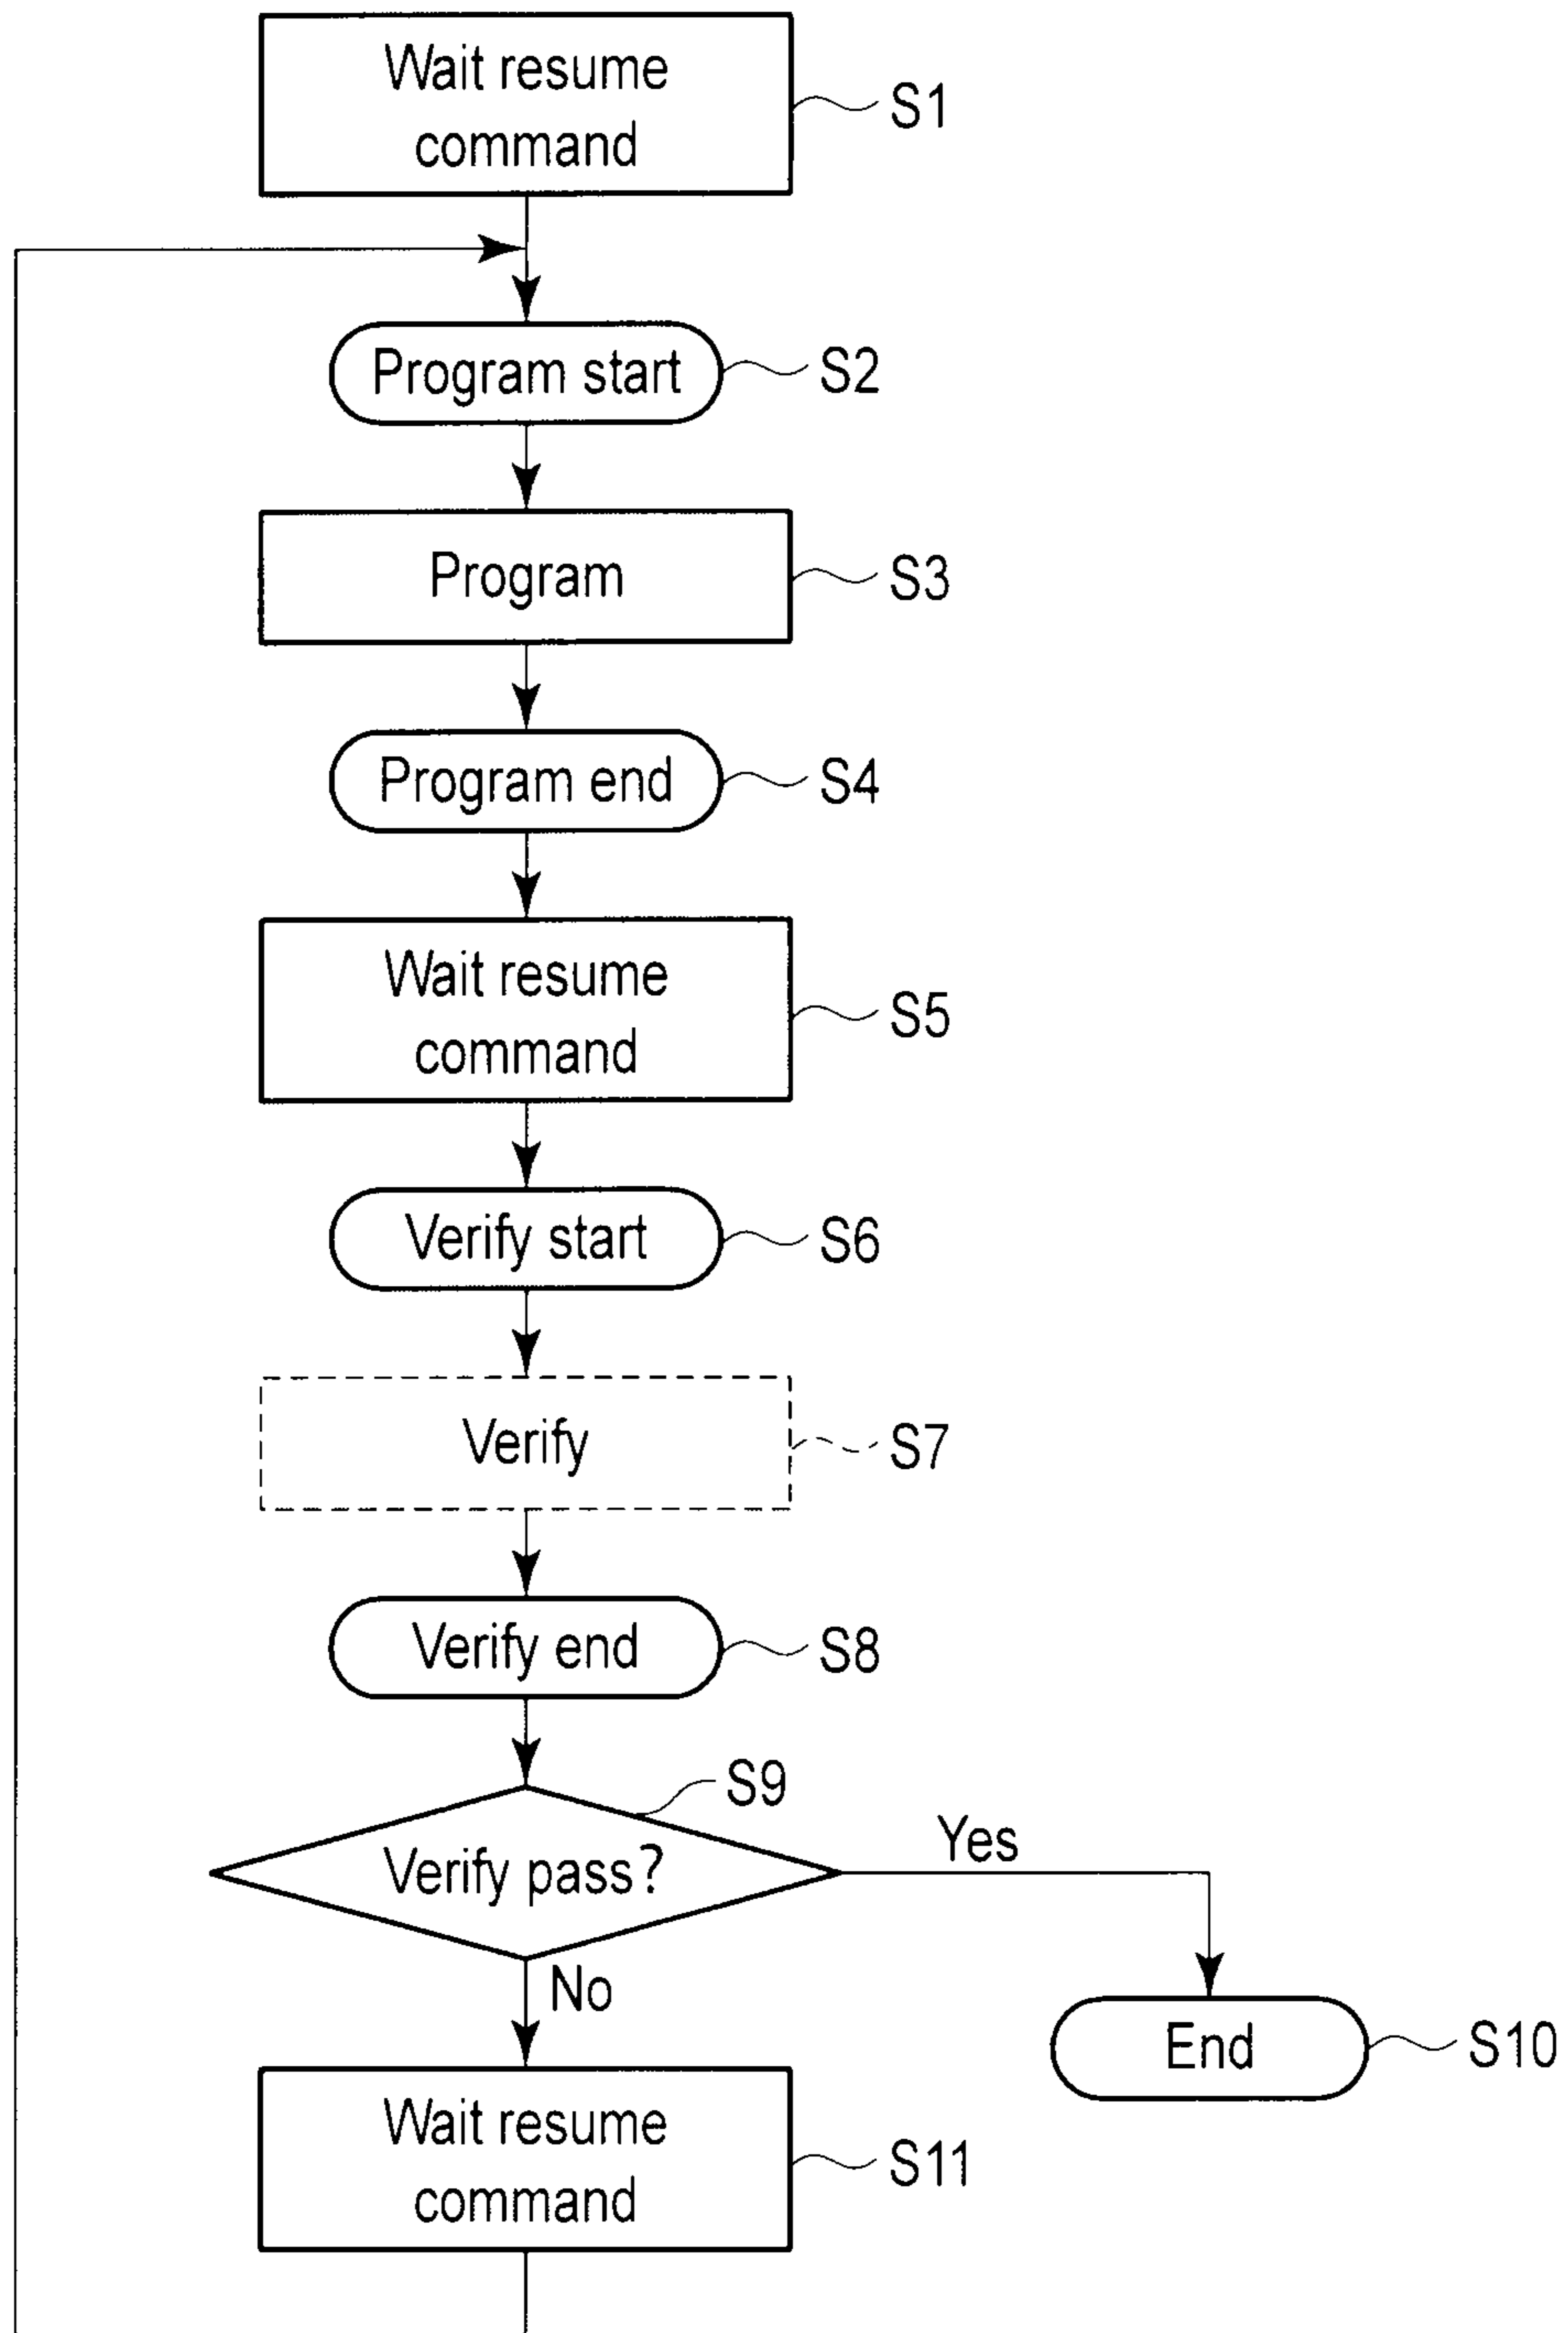 Wait resume
command
S1
Program start
S2
Program
S3
Program end
S4
Wait resume
command
S5
Verify start
S6
Verify
S7
Verify end
S8
S9
Verify pass?
Yes
No
End
S10
Wait resume
command
S11